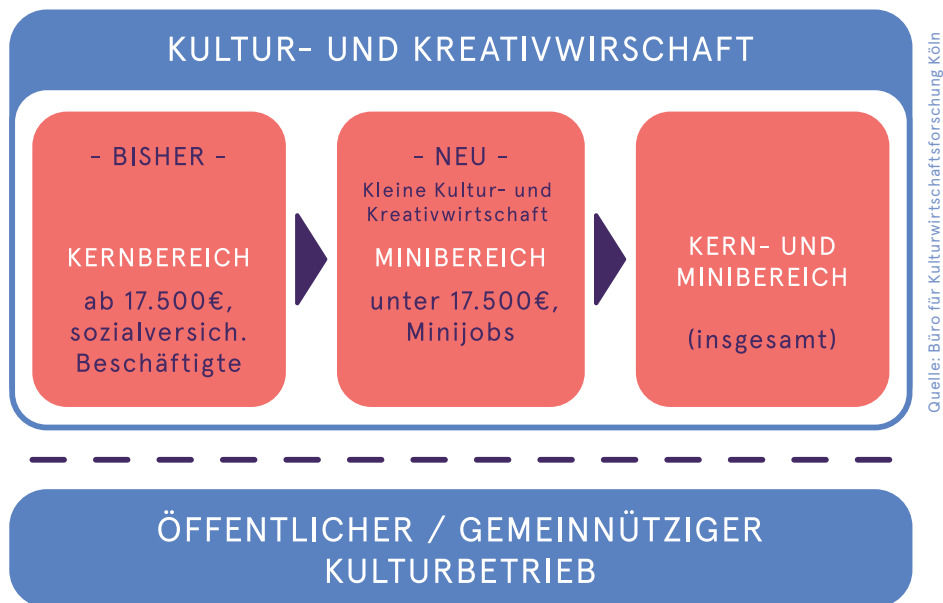 KULTUR- UND KREATIVWIRSCHAFT
- BISHER -
KERNBEREICH
ab 17.500€,
sozialversich.
Beschäftigte
- NEU -
Kleine Kultur- und
Kreativwirtschaft
MINIBEREICH
unter 17.500€,
Minijobs
KERN- UND
MINIBEREICH
(insgesamt)
ÖFFENTLICHER / GEMEINNÜTZIGER
KULTURBETRIEB
Quelle: Büro für Kulturwirtschaftsforschung Köln